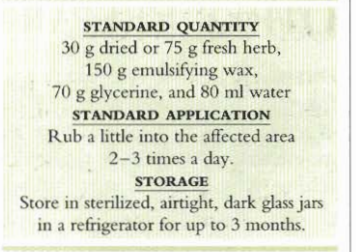 STANDARD QUANTITY
30 g dried or 75 g fresh herb,
150 g emulsifying wax,
70 g glycerine, and 80 ml water
STANDARD APPLICATION
Rub a little into the affected area
2–3 times a day.
STORAGE
Store in sterilized, airtight, dark glass jars
in a refrigerator for up to 3 months.